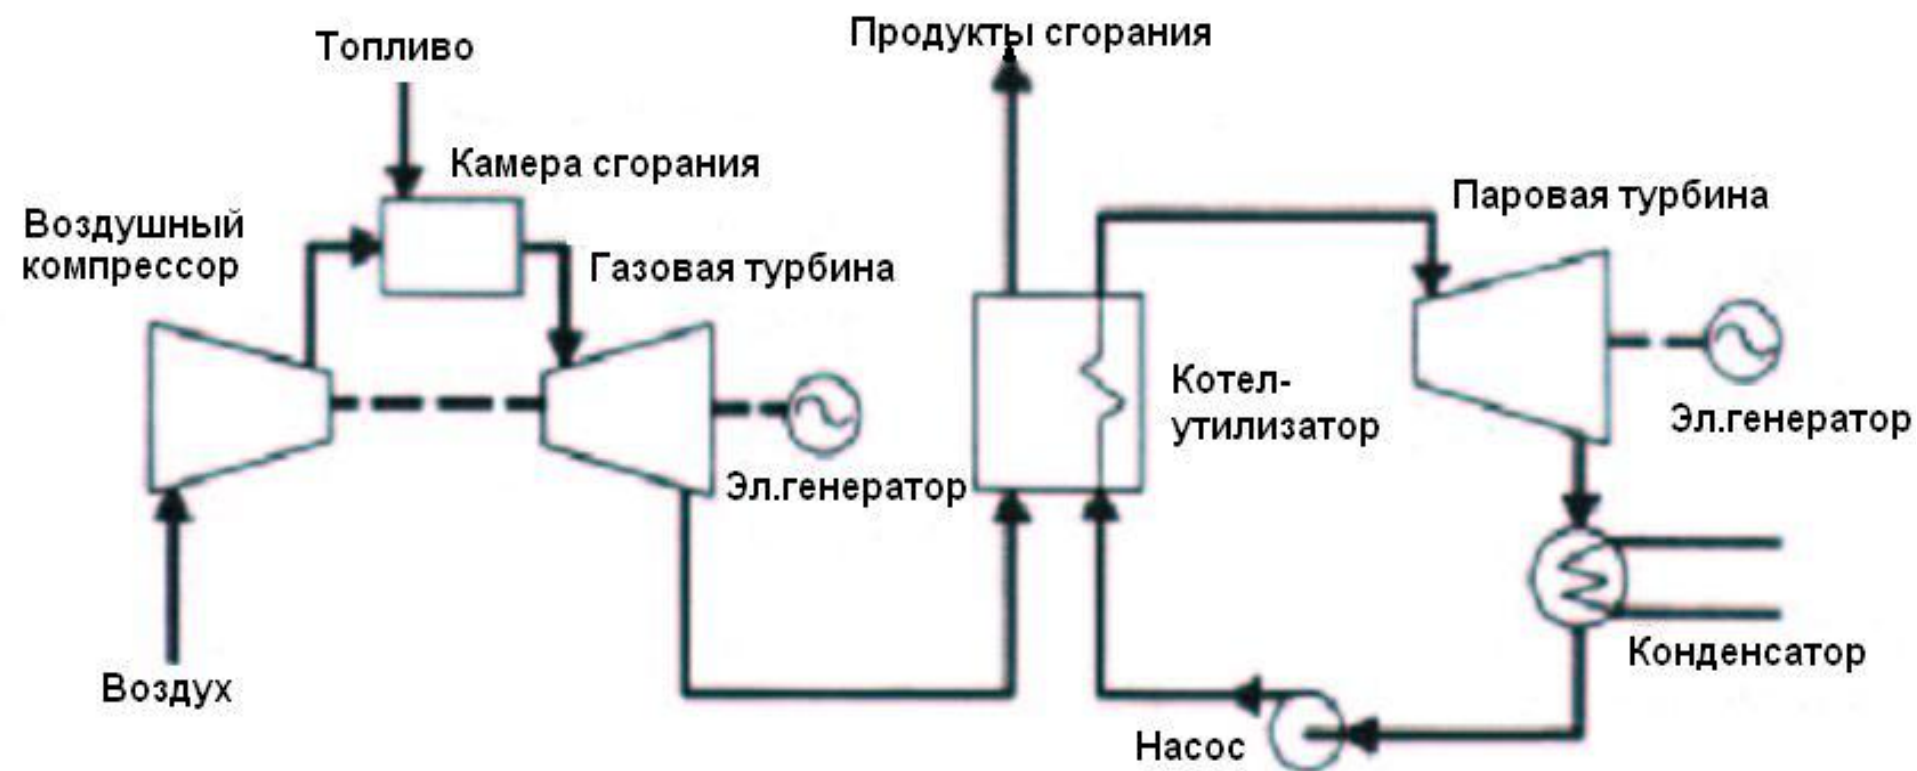 Топливо
Продукты сгорания
Камера сгорания
Воздушный
компрессор
Газовая турбина
Паровая турбина
Котел-
утилизатор
Эл.генератор
Эл.генератор
Воздух
Конденсатор
Насос